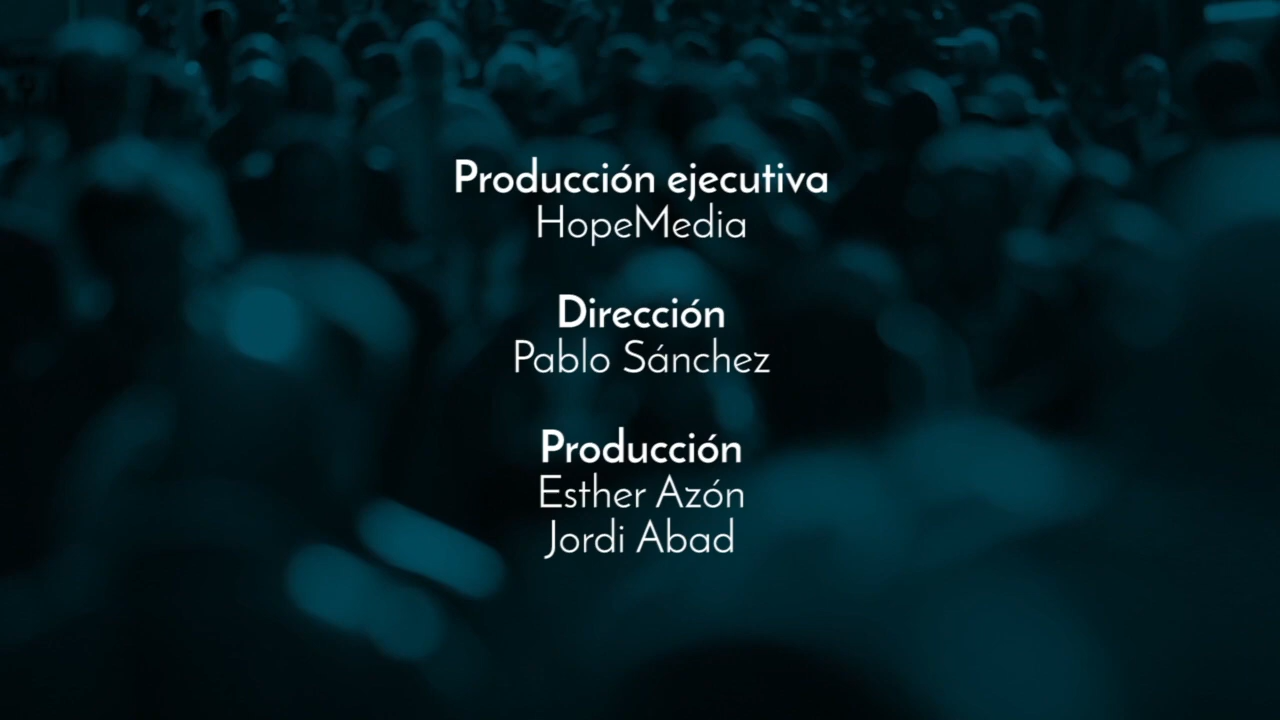 Producción ejecutiva
HopeMedia
Dirección
Pablo Sánchez
Producción
Esther Azón
Jordi Abad